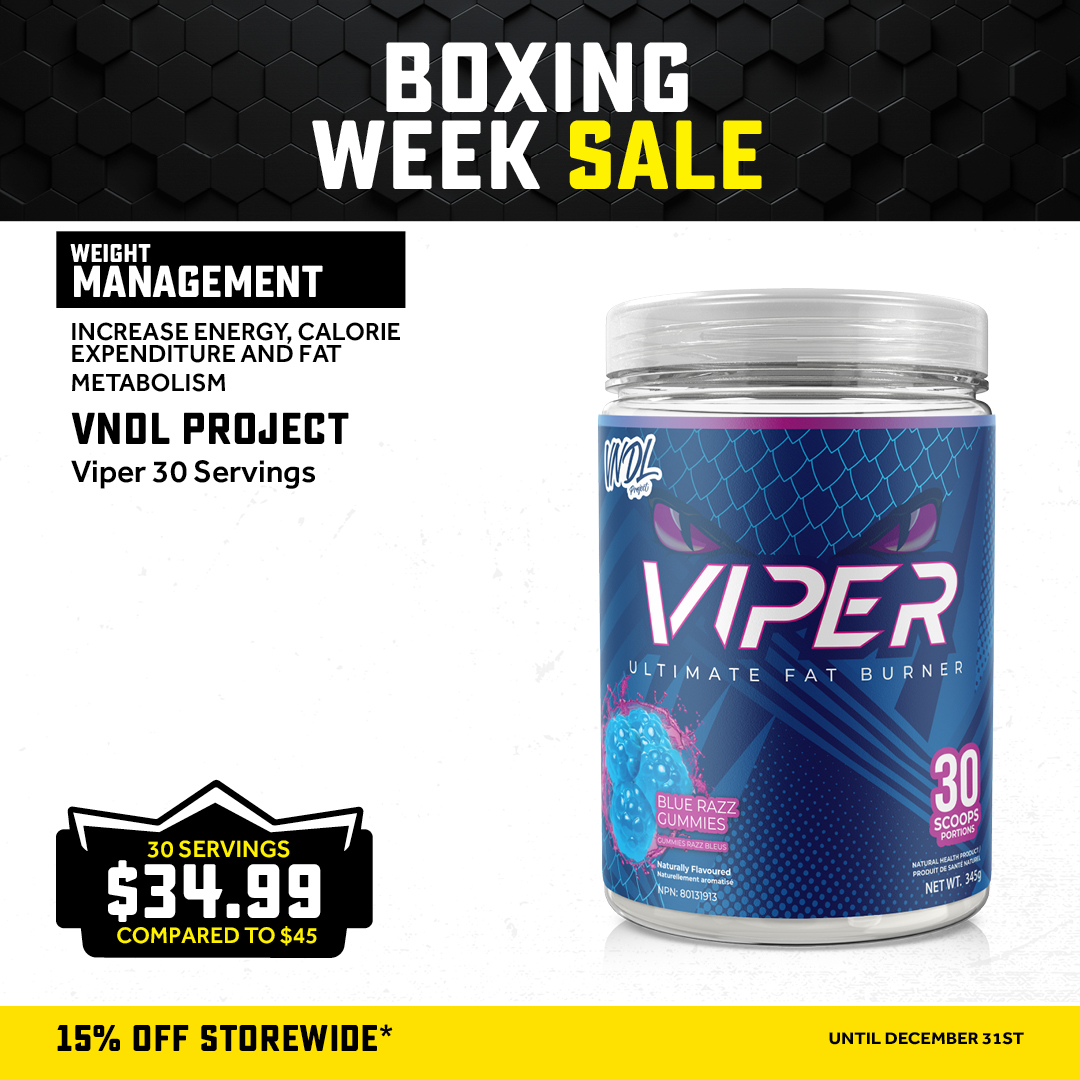 BOXING
WEEK SALE
WEIGHT
MANAGEMENT
INCREASE ENERGY, CALORIE
EXPENDITURE AND FAT
METABOLISM
VNDL PROJECT
Viper 30 Servings
VNDL
Project
VIPER
ULTIMATE FAT BURNER
BLUE RAZZ
GUMMIES
GUMMIES RAZZ BLEUS
Naturally Flavoured
Naturellement aromatisé
NPN: 80131913
30
SCOOPS
PORTIONS
NATURAL HEALTH PRODUCT /
PRODUIT DE SANTÉ NATUREL
NET WT. 345g
30 SERVINGS
$34.99
COMPARED TO $45
15% OFF STOREWIDE*
UNTIL DECEMBER 31ST